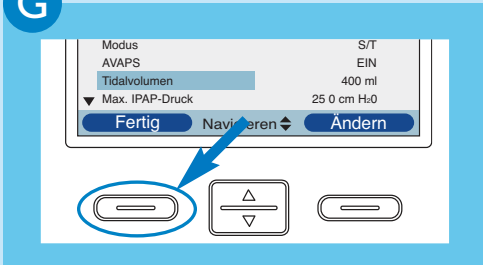 G
Modus S/T
AVAPS EIN
Tidalvolumen 400 ml
Max. IPAP-Druck 25 0 cm H₂0
Fertig Navigieren Ändern